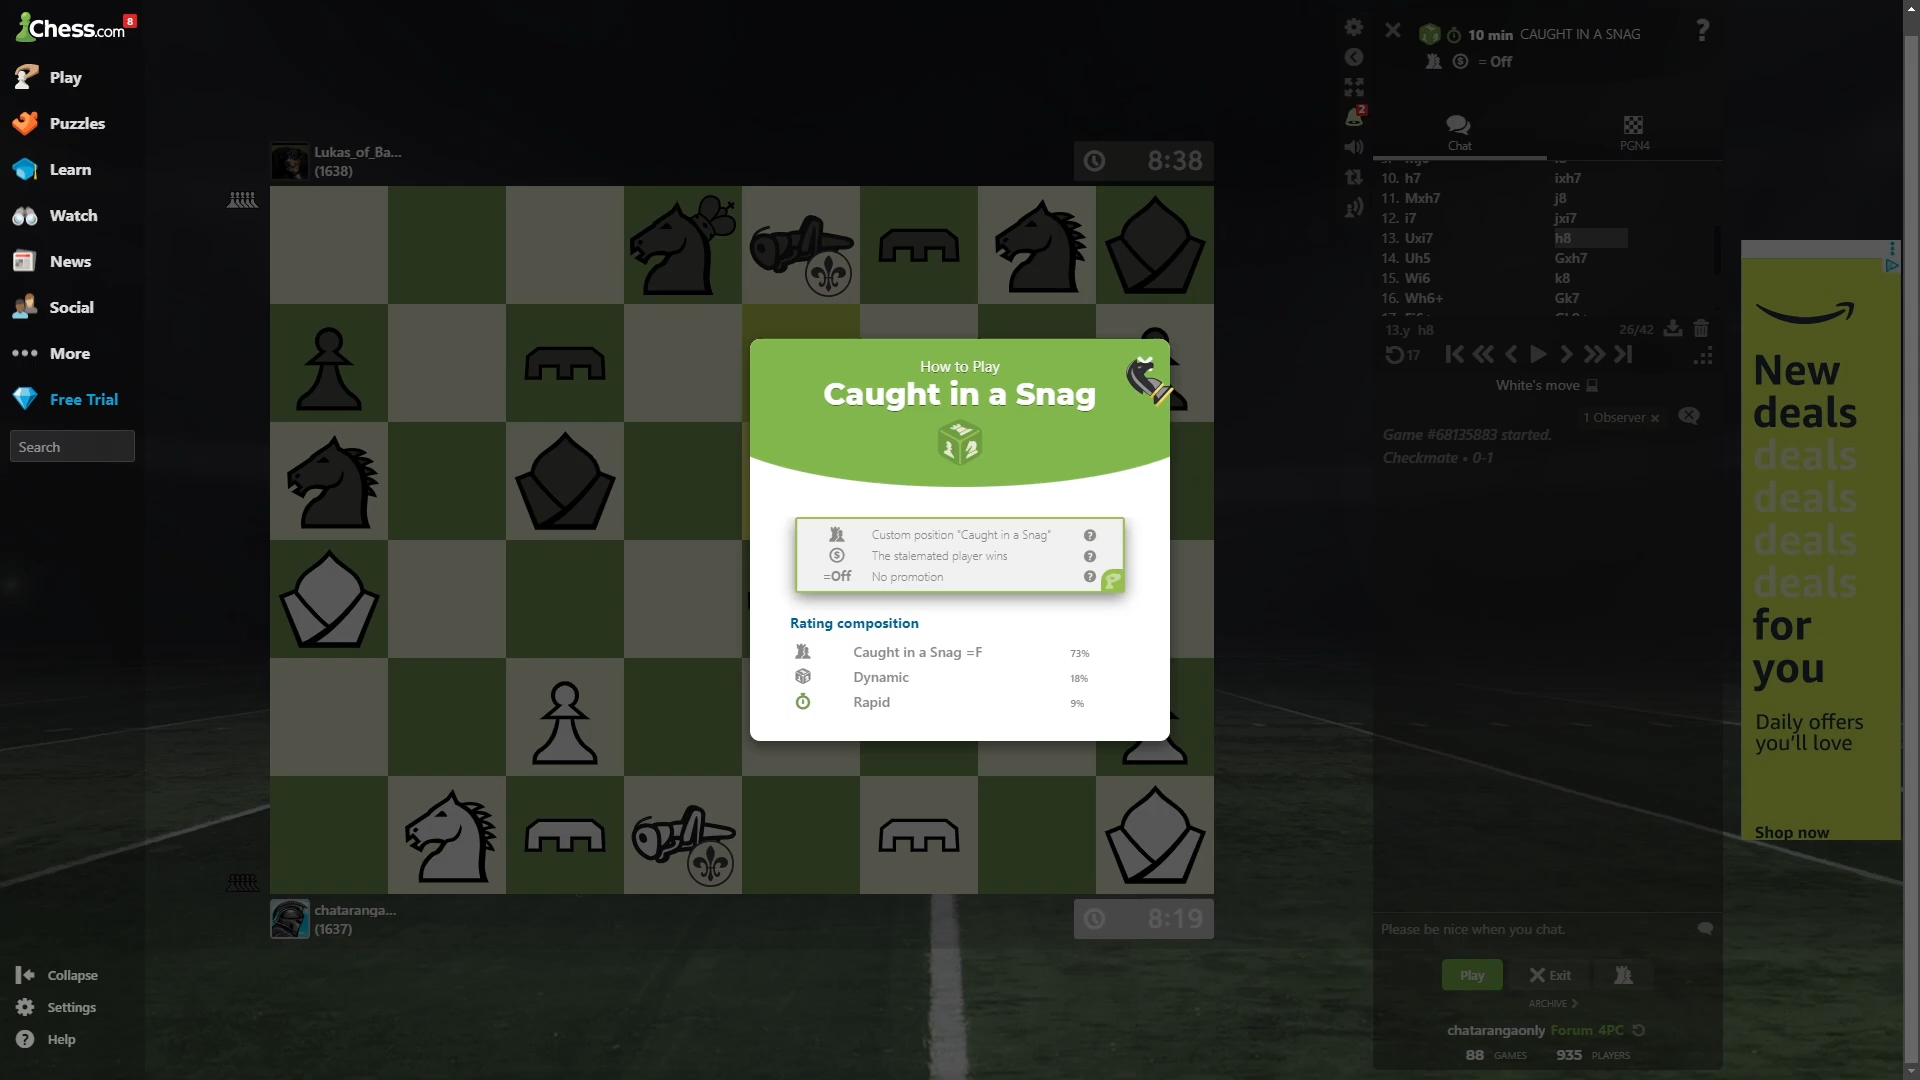 Chess.com
8
Play
Puzzles
Learn
Watch
News
Social
More
Free Trial
Search
Collapse
Settings
Help
Lukas_of_Ba...
(1638)
8:38
How to Play
Caught in a Snag
Custom position "Caught in a Snag"
The stalemated player wins
=Off No promotion
Rating composition
Caught in a Snag =F 73%
Dynamic 18%
Rapid 9%
chataranga...
(1637)
8:19
10 min CAUGHT IN A SNAG
= Off
2
Chat
PGN4
10. h7 ixh7
11. Mxh7 j8
12. i7 jxi7
13. Uxi7 h8
14. Uh5 Gxh7
15. Wi6 k8
16. Wh6+ Gk7
13.y h8 26/42
17
White's move
1 Observer
Game #68135883 started.
Checkmate • 0-1
Please be nice when you chat.
Play
Exit
ARCHIVE
chatarangaonly Forum 4PC
88 GAMES 935 PLAYERS
New
deals
deals
deals
deals
deals
for
you
Daily offers
you'll love
Shop now